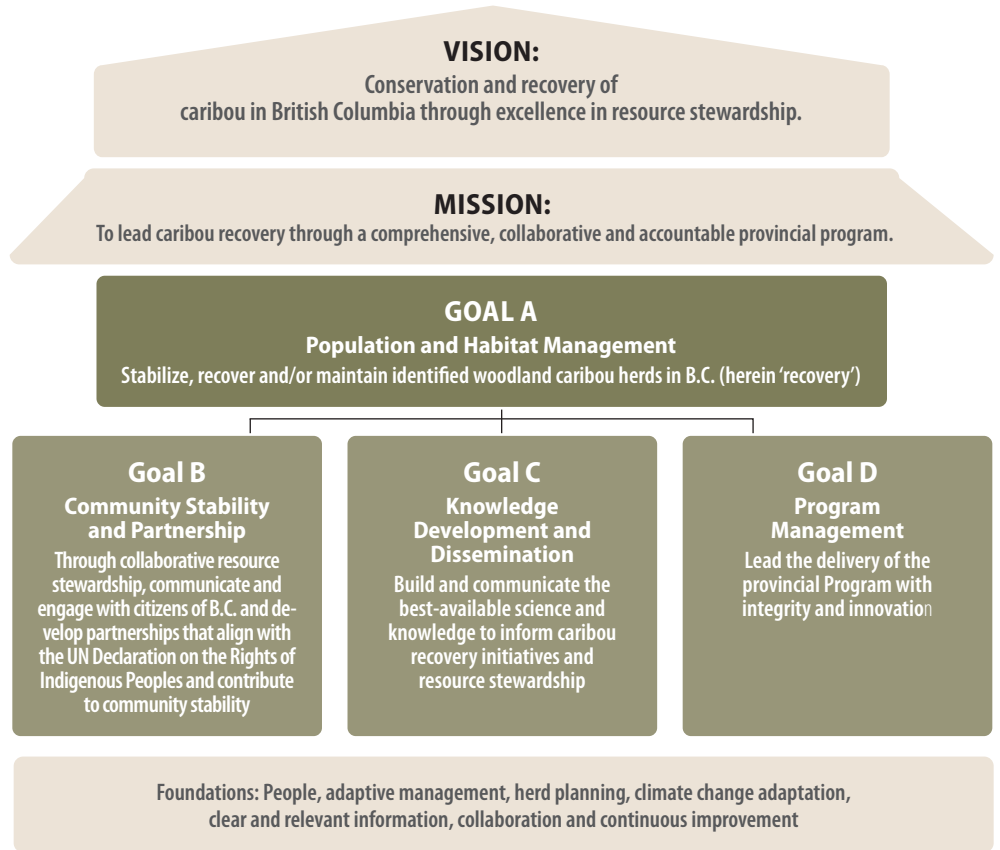 VISION:
Conservation and recovery of
caribou in British Columbia through excellence in resource stewardship.
MISSION:
To lead caribou recovery through a comprehensive, collaborative and accountable provincial program.
GOAL A
Population and Habitat Management
Stabilize, recover and/or maintain identified woodland caribou herds in B.C. (herein ‘recovery’)
Goal B
Community Stability
and Partnership
Through collaborative resource
stewardship, communicate and
engage with citizens of B.C. and de-
velop partnerships that align with
the UN Declaration on the Rights of
Indigenous Peoples and contribute
to community stability
Goal C
Knowledge
Development and
Dissemination
Build and communicate the
best-available science and
knowledge to inform caribou
recovery initiatives and
resource stewardship
Goal D
Program
Management
Lead the delivery of the
provincial Program with
integrity and innovation
Foundations: People, adaptive management, herd planning, climate change adaptation,
clear and relevant information, collaboration and continuous improvement